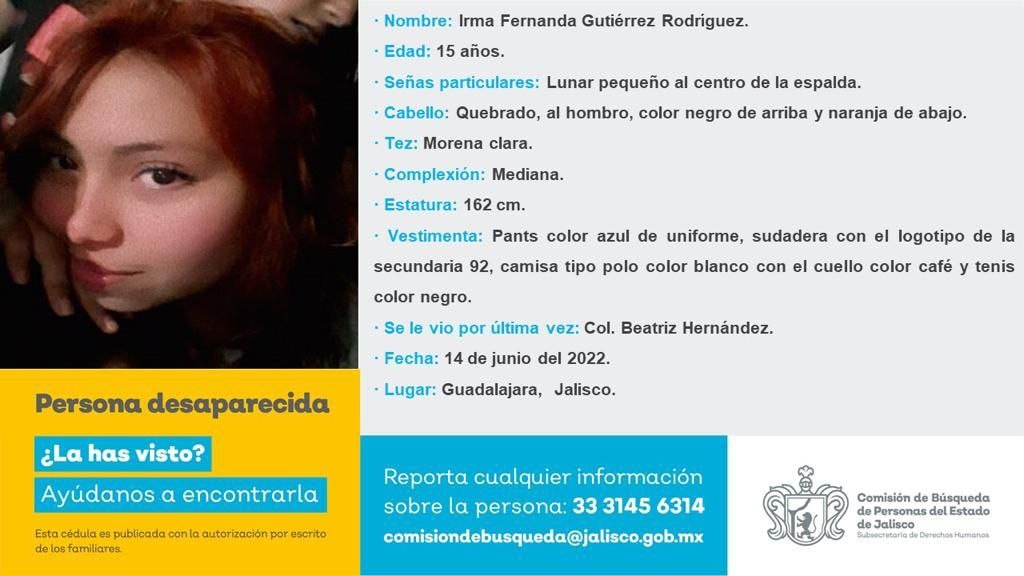 · Nombre: Irma Fernanda Gutiérrez Rodríguez.
· Edad: 15 años.
· Señas particulares: Lunar pequeño al centro de la espalda.
· Cabello: Quebrado, al hombro, color negro de arriba y naranja de abajo.
· Tez: Morena clara.
· Complexión: Mediana.
· Estatura: 162 cm.
· Vestimenta: Pants color azul de uniforme, sudadera con el logotipo de la
secundaria 92, camisa tipo polo color blanco con el cuello color café y tenis
color negro.
· Se le vio por última vez: Col. Beatriz Hernández.
· Fecha: 14 de junio del 2022.
· Lugar: Guadalajara, Jalisco.
Persona desaparecida
¿La has visto?
Ayúdanos a encontrarla
Esta cédula es publicada con la autorización por escrito
de los familiares.
Reporta cualquier información
sobre la persona: 33 3145 6314
comisiondebusqueda@jalisco.gob.mx
Comisión de Búsqueda
de Personas del Estado
de Jalisco
Subsecretaría de Derechos Humanos